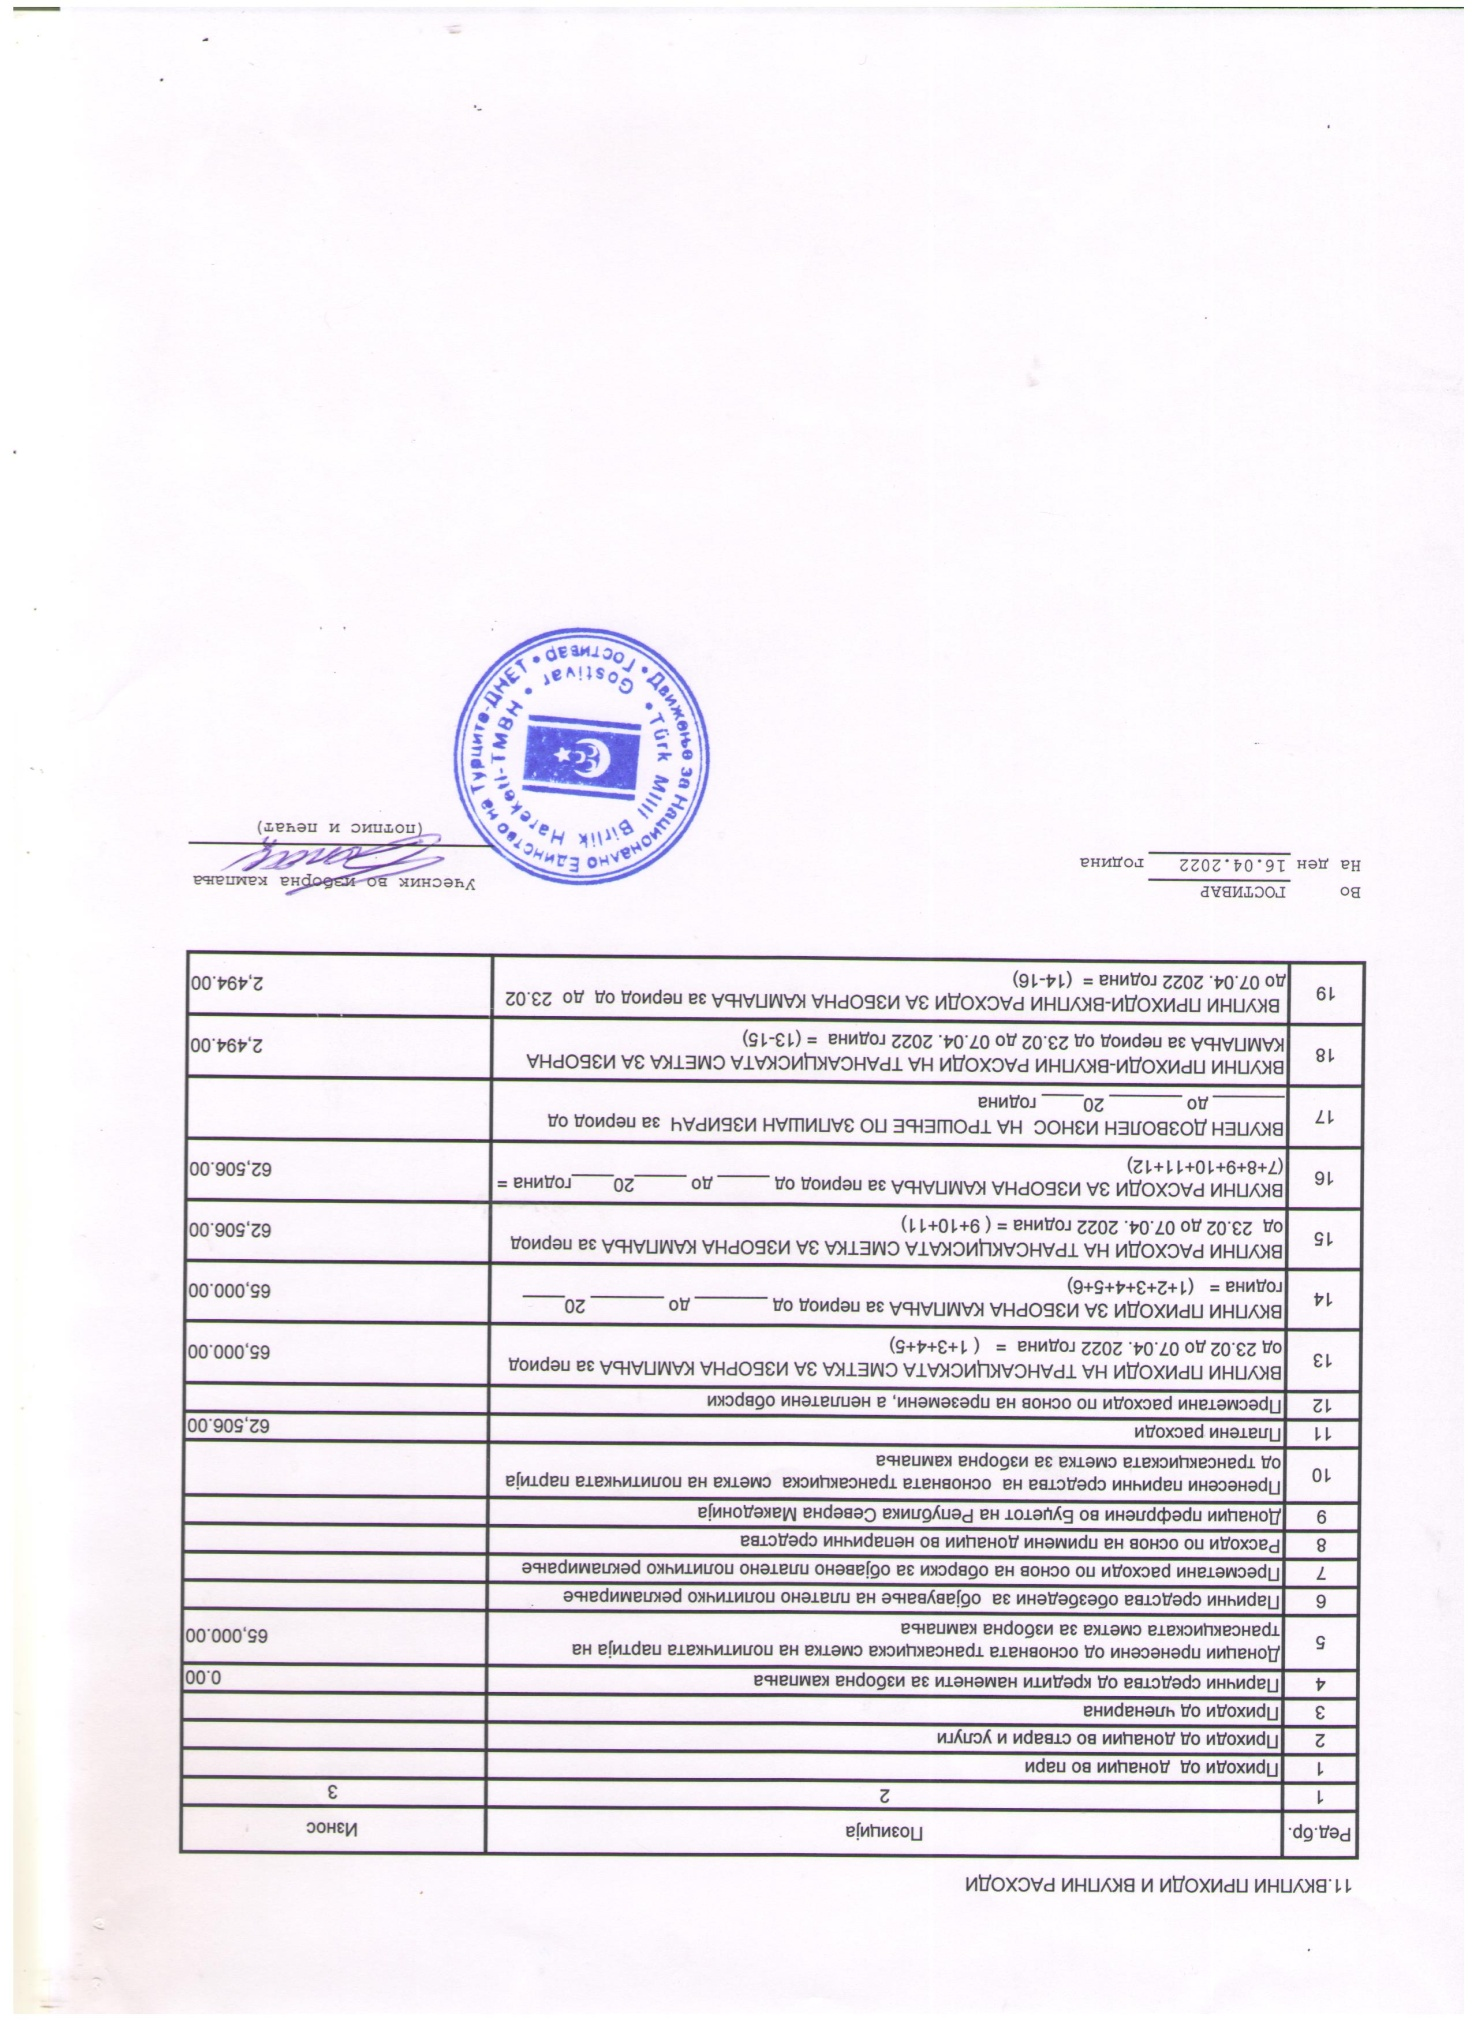 11.ВКУПНИ ПРИХОДИ И ВКУПНИ РАСХОДИ
Ред.бр. Позиција Износ
1 2 3
1 Приходи од донации во пари
2 Приходи од донации во ствари и услуги
3 Приходи од членарина
4 Парични средства од кредити наменети за изборна кампања 0.00
5 Донации пренесени од основната трансакциска сметка на политичката партија на
трансакциската сметка за изборна кампања 65,000.00
6 Парични средства обезбедени за објавување на платено политичко рекламирање
7 Пресметани расходи по основ на обврски за објавено платено политичко рекламирање
8 Расходи по основ на примени донации во непарични средства
9 Донации префрлени во Буџетот на Република Северна Македонија
10 Пренесени парични средства на основната трансакциска сметка на политичката партија
од трансакциската сметка за изборна кампања
11 Платени расходи 62,506.00
12 Пресметани расходи по основ на преземени, а неплатени обврски
13 ВКУПНИ ПРИХОДИ НА ТРАНСАКЦИСКАТА СМЕТКА ЗА ИЗБОРНА КАМПАЊА за период
од 23.02 до 07.04. 2022 година = ( 1+3+4+5) 65,000.00
14 ВКУПНИ ПРИХОДИ ЗА ИЗБОРНА КАМПАЊА за период од _______ до _______ 20____
година = (1+2+3+4+5+6) 65,000.00
15 ВКУПНИ РАСХОДИ НА ТРАНСАКЦИСКАТА СМЕТКА ЗА ИЗБОРНА КАМПАЊА за период
од 23.02 до 07.04. 2022 година = ( 9+10+11) 62,506.00
16 ВКУПНИ РАСХОДИ ЗА ИЗБОРНА КАМПАЊА за период од _____ до _____20____година =
(7+8+9+10+11+12) 62,506.00
17 ВКУПЕН ДОЗВОЛЕН ИЗНОС НА ТРОШЕЊЕ ПО ЗАПИШАН ИЗБИРАЧ за период од
_______ до _______ 20____ година
18 ВКУПНИ ПРИХОДИ-ВКУПНИ РАСХОДИ НА ТРАНСАКЦИСКАТА СМЕТКА ЗА ИЗБОРНА
КАМПАЊА за период од 23.02 до 07.04. 2022 година = (13-15) 2,494.00
19 ВКУПНИ ПРИХОДИ-ВКУПНИ РАСХОДИ ЗА ИЗБОРНА КАМПАЊА за период од до 23.02
до 07.04. 2022 година = (14-16) 2,494.00
Во ГОСТИВАР
На ден 16.04.2022 година
Учесник во изборна кампања
(потпис и печат)
Движење за Национално Единство на Турците-ДНЕТ • Гостивар •
Türk Milli Birlik Hareketi-TMBH • Gostivar •